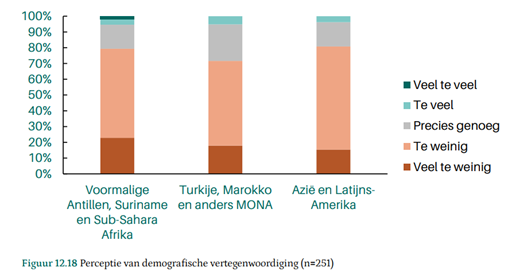 100%
90%
80%
70%
60%
50%
40%
30%
20%
10%
0%
Veel te veel
Te veel
Precies genoeg
Te weinig
Veel te weinig
Voormalige
Antillen, Suriname
en Sub-Sahara
Afrika
Turkije, Marokko
en anders MONA
Azië en Latijns-
Amerika
Figuur 12.18 Perceptie van demografische vertegenwoordiging (n=251)